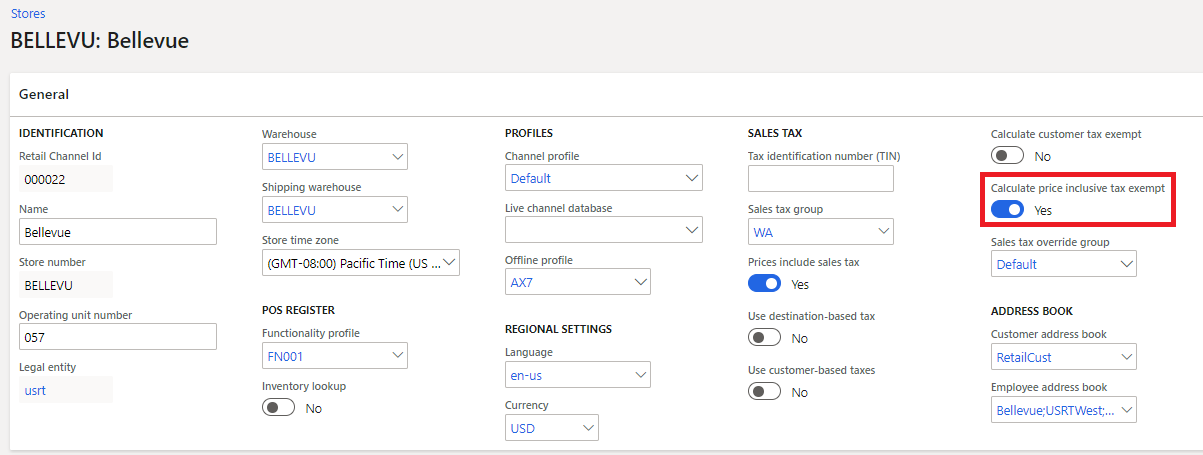 Stores
BELLEVU: Bellevue
General
IDENTIFICATION
Retail Channel Id
000022
Name
Bellevue
Store number
BELLEVU
Operating unit number
057
Legal entity
usrt
Warehouse
BELLEVU
Shipping warehouse
BELLEVU
Store time zone
(GMT-08:00) Pacific Time (US ...
POS REGISTER
Functionality profile
FN001
Inventory lookup
No
PROFILES
Channel profile
Default
Live channel database
Offline profile
AX7
REGIONAL SETTINGS
Language
en-us
Currency
USD
SALES TAX
Tax identification number (TIN)
Sales tax group
WA
Prices include sales tax
Yes
Use destination-based tax
No
Use customer-based taxes
No
Calculate customer tax exempt
No
Calculate price inclusive tax exempt
Yes
Sales tax override group
Default
ADDRESS BOOK
Customer address book
RetailCust
Employee address book
Bellevue;USRTWest;...